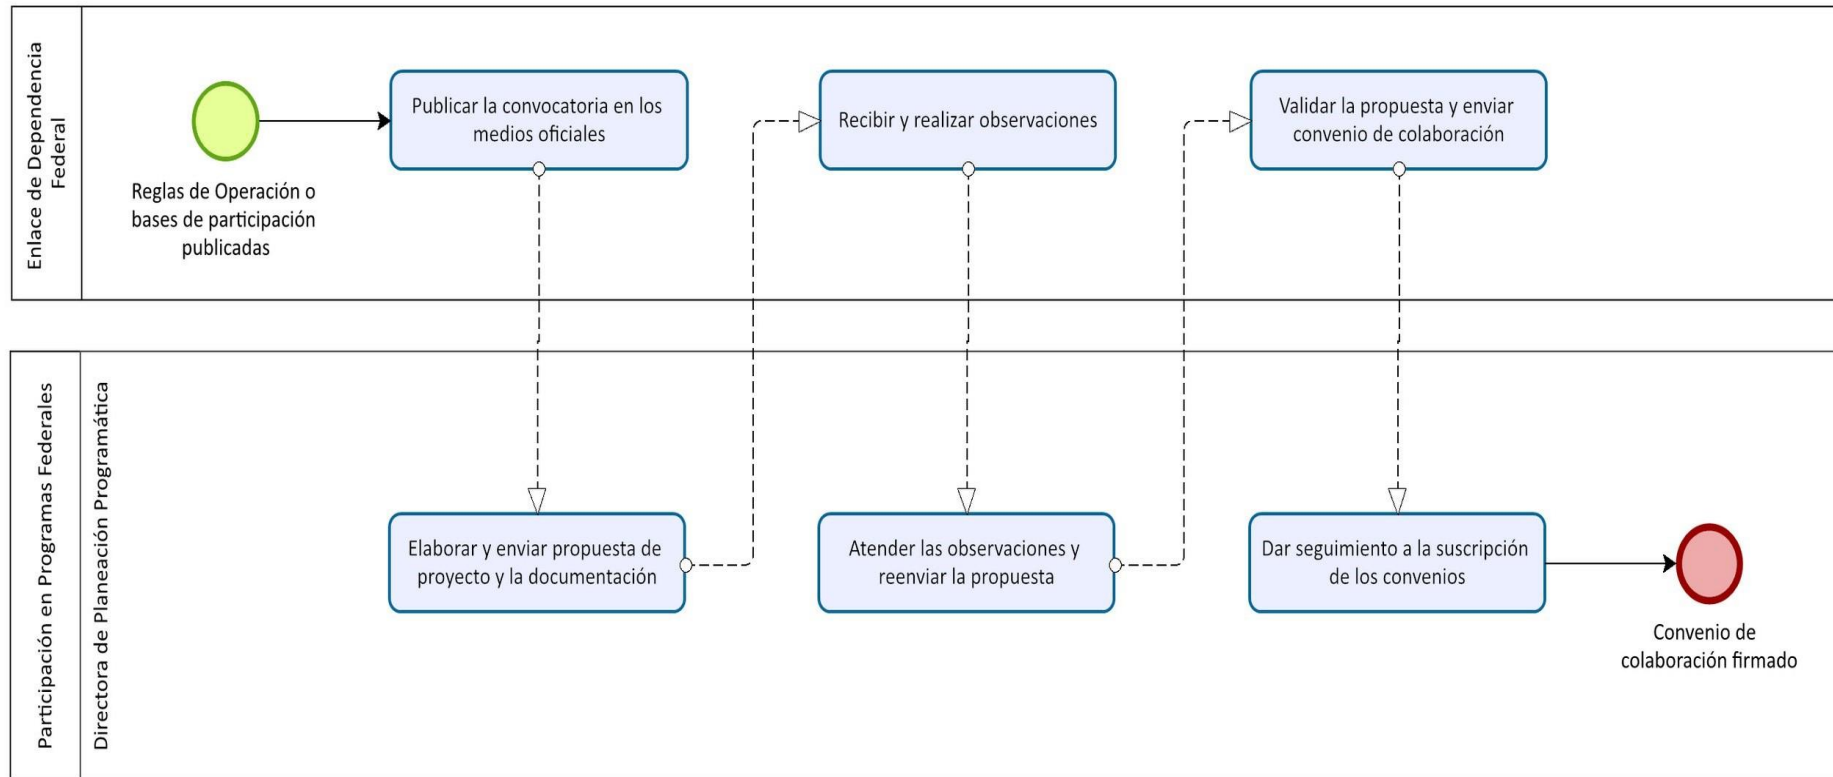 Enlace de Dependencia
Federal
Reglas de Operación o
bases de participación
publicadas
Publicar la convocatoria en los
medios oficiales
Recibir y realizar observaciones
Validar la propuesta y enviar
convenio de colaboración
Participación en Programas Federales
Directora de Planeación Programática
Elaborar y enviar propuesta de
proyecto y la documentación
Atender las observaciones y
reenviar la propuesta
Dar seguimiento a la suscripción
de los convenios
Convenio de
colaboración firmado